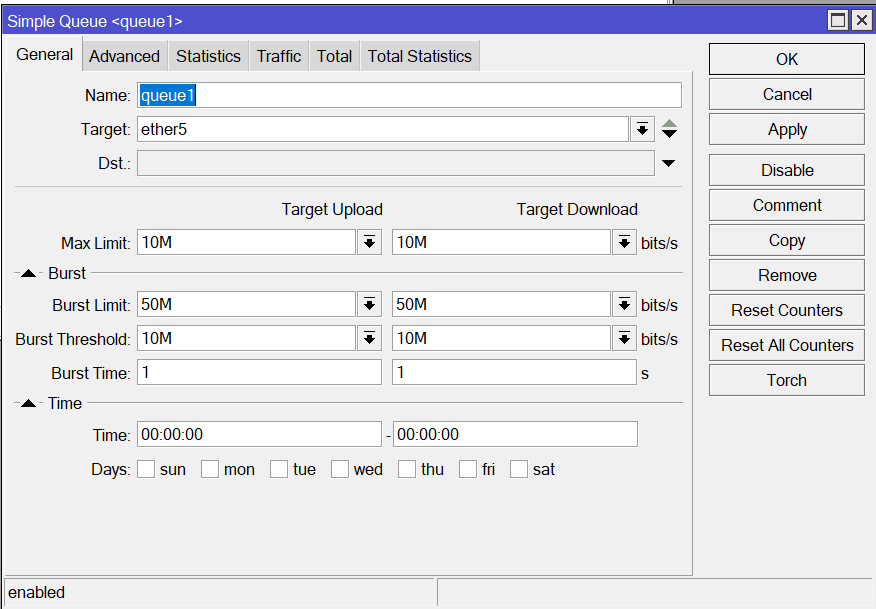 Simple Queue <queue1>
General Advanced Statistics Traffic Total Total Statistics
Name: queue1
Target: ether5
Dst.:
Target Upload Target Download
Max Limit: 10M 10M bits/s
Burst
Burst Limit: 50M 50M bits/s
Burst Threshold: 10M 10M bits/s
Burst Time: 1 1 s
Time
Time: 00:00:00 - 00:00:00
Days: sun mon tue wed thu fri sat
OK
Cancel
Apply
Disable
Comment
Copy
Remove
Reset Counters
Reset All Counters
Torch
enabled